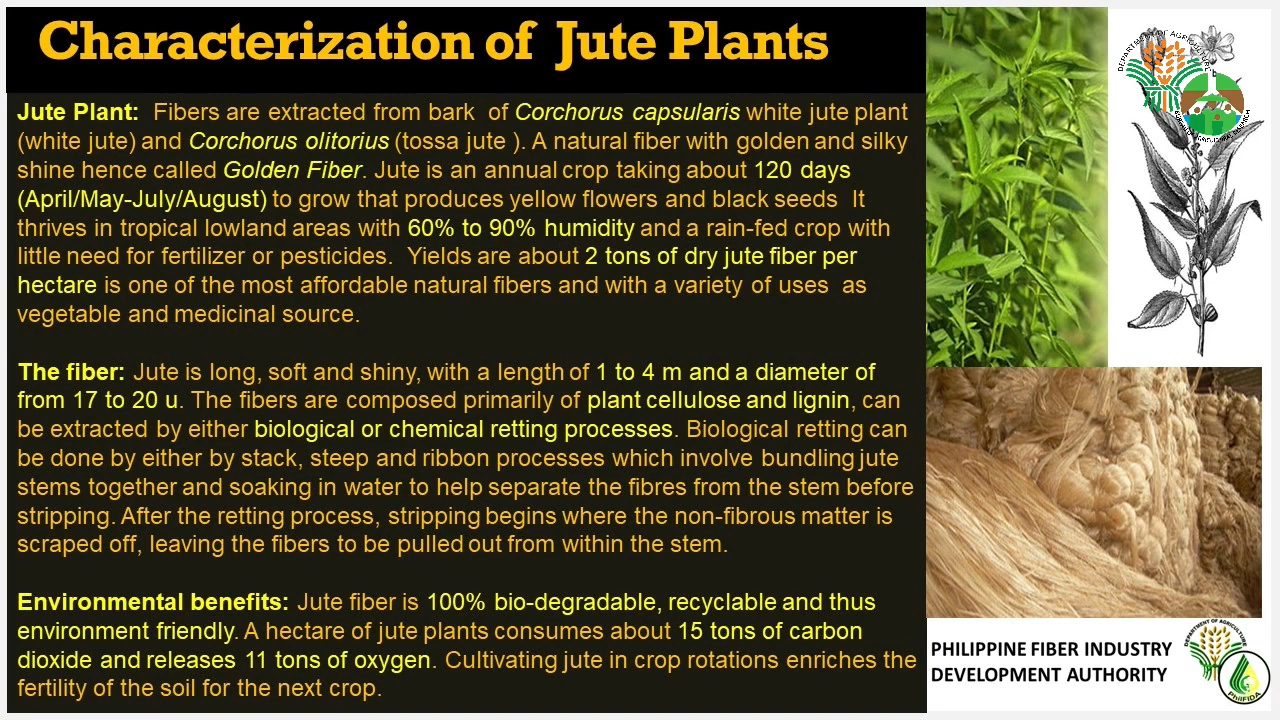 Characterization of Jute Plants
Jute Plant: Fibers are extracted from bark of Corchorus capsularis white jute plant
(white jute) and Corchorus olitorius (tossa jute ). A natural fiber with golden and silky
shine hence called Golden Fiber. Jute is an annual crop taking about 120 days
(April/May-July/August) to grow that produces yellow flowers and black seeds It
thrives in tropical lowland areas with 60% to 90% humidity and a rain-fed crop with
little need for fertilizer or pesticides. Yields are about 2 tons of dry jute fiber per
hectare is one of the most affordable natural fibers and with a variety of uses as
vegetable and medicinal source.
The fiber: Jute is long, soft and shiny, with a length of 1 to 4 m and a diameter of
from 17 to 20 u. The fibers are composed primarily of plant cellulose and lignin, can
be extracted by either biological or chemical retting processes. Biological retting can
be done by either by stack, steep and ribbon processes which involve bundling jute
stems together and soaking in water to help separate the fibres from the stem before
stripping. After the retting process, stripping begins where the non-fibrous matter is
scraped off, leaving the fibers to be pulled out from within the stem.
Environmental benefits: Jute fiber is 100% bio-degradable, recyclable and thus
environment friendly. A hectare of jute plants consumes about 15 tons of carbon
dioxide and releases 11 tons of oxygen. Cultivating jute in crop rotations enriches the
fertility of the soil for the next crop.
DEPARTMENT OF AGRICULTURE
PHILIPPINE FIBER INDUSTRY
DEVELOPMENT AUTHORITY
DEPARTMENT OF AGRICULTURE
PhilFIDA